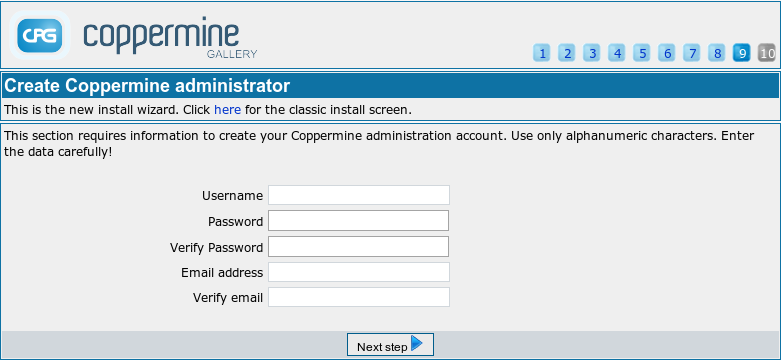 CPG coppermine
GALLERY
1 2 3 4 5 6 7 8 9 10
Create Coppermine administrator
This is the new install wizard. Click here for the classic install screen.
This section requires information to create your Coppermine administration account. Use only alphanumeric characters. Enter
the data carefully!
Username
Password
Verify Password
Email address
Verify email
Next step